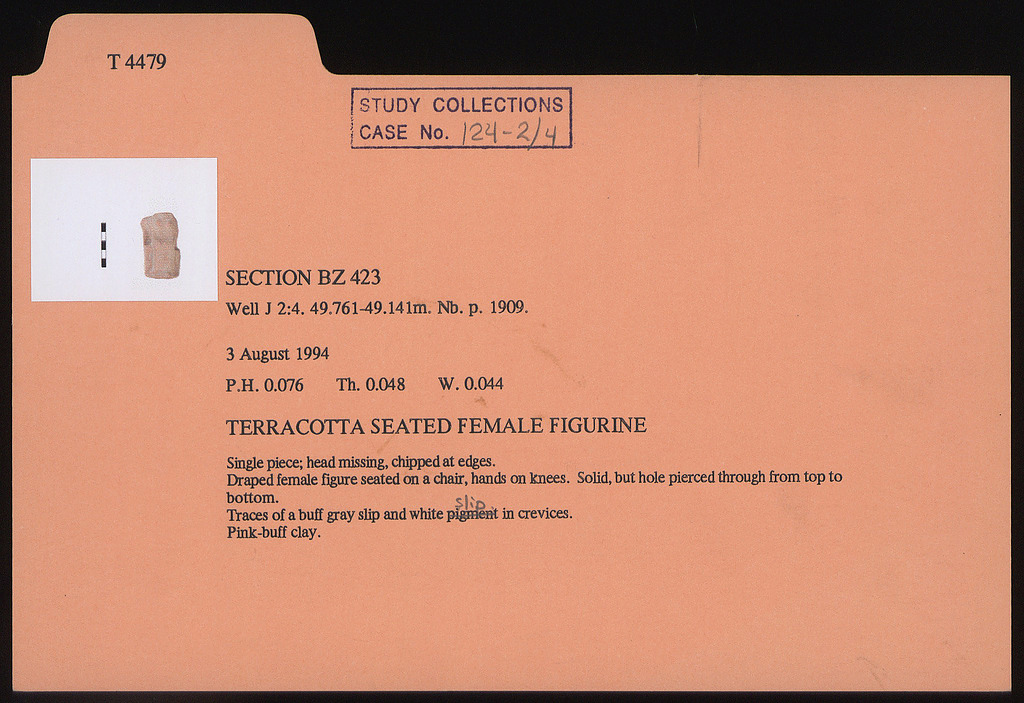 T 4479
STUDY COLLECTIONS
CASE No. 124-2/4
SECTION BZ 423
Well J 2:4. 49.761-49.141m. Nb. p. 1909.
3 August 1994
P.H. 0.076 Th. 0.048 W. 0.044
TERRACOTTA SEATED FEMALE FIGURINE
Single piece; head missing, chipped at edges.
Draped female figure seated on a chair, hands on knees. Solid, but hole pierced through from top to
bottom.
slip
Traces of a buff gray slip and white pigment in crevices.
Pink-buff clay.